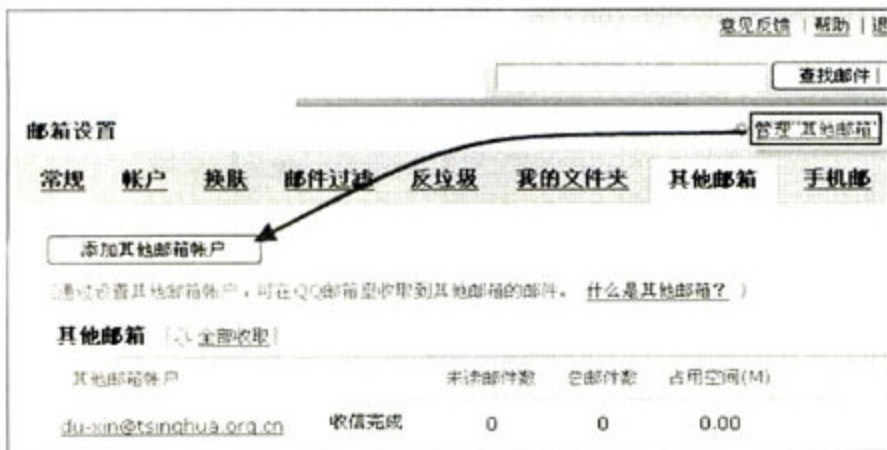 意见反馈 | 帮助 | 退
查找邮件
邮箱设置
管理"其他邮箱"
常规 帐户 换肤 邮件过滤 反垃圾 我的文件夹 其他邮箱 手机邮
添加其他邮箱帐户
(通过设置其他邮箱帐户,可在QQ邮箱里收取到其他邮箱的邮件。 什么是其他邮箱? )
其他邮箱 [ 全部收取]
其他邮箱帐户 未读邮件数 总邮件数 占用空间(M)
du-xin@tsinghua.org.cn 收信完成 0 0 0.00